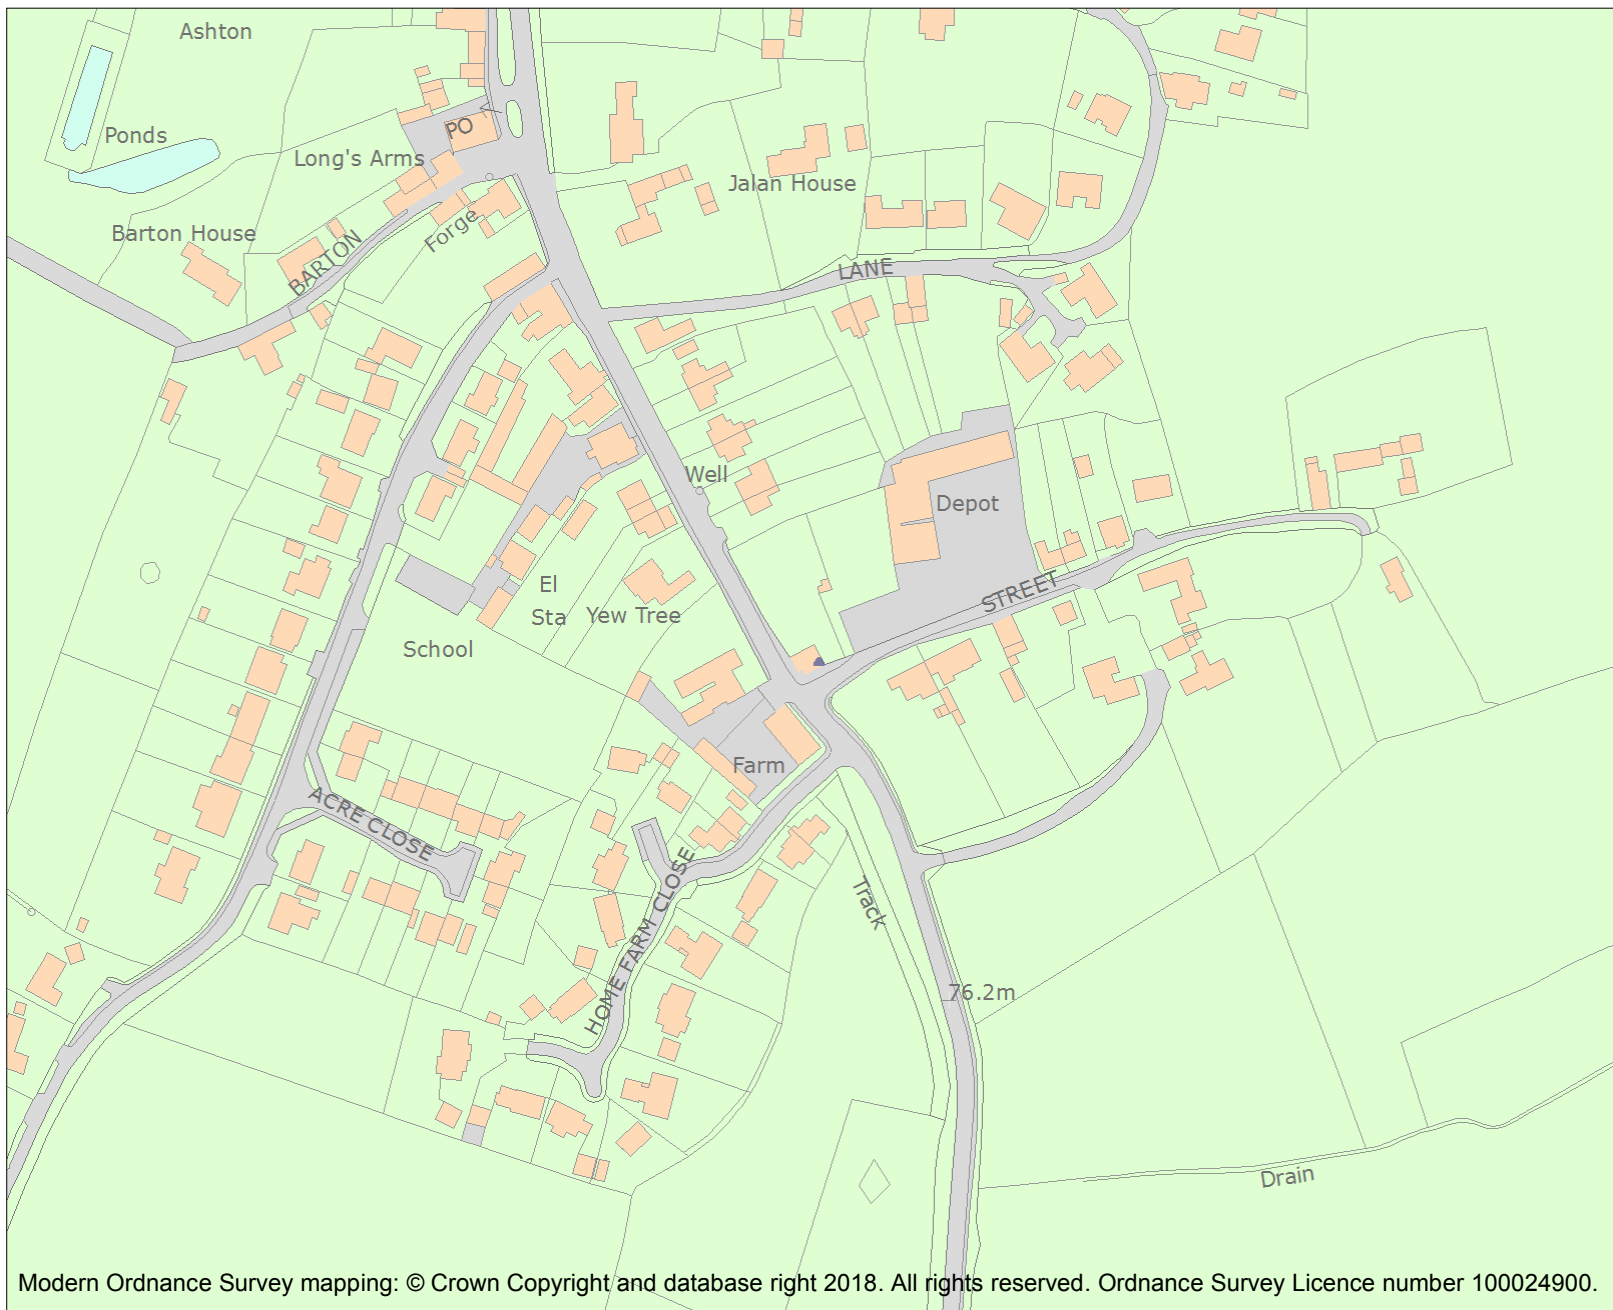 Ashton
Ponds
PO
Long's Arms
Jalan House
Barton House
Forge
BARTON
LANE
Well
Depot
El
Sta
Yew Tree
STREET
School
Farm
ACRE CLOSE
HOME FARM CLOSE
Track
76.2m
Drain
Modern Ordnance Survey mapping: © Crown Copyright and database right 2018. All rights reserved. Ordnance Survey Licence number 100024900.